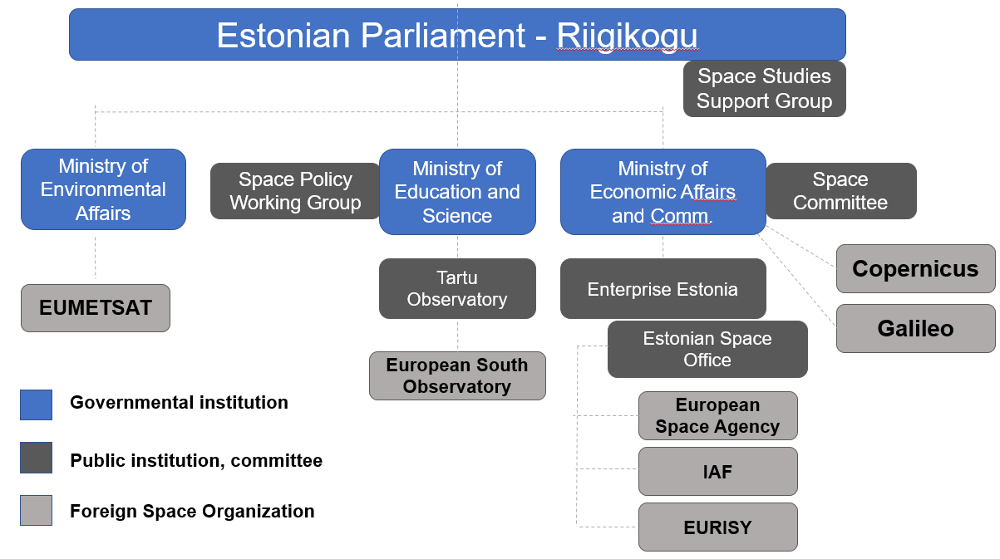 Estonian Parliament - Riigikogu
Space Studies
Support Group
Ministry of
Environmental
Affairs
Space Policy
Working Group
Ministry of
Education and
Science
Ministry of
Economic Affairs
and Comm.
Space
Committee
Copernicus
Galileo
EUMETSAT
Tartu
Observatory
Enterprise Estonia
Estonian Space
Office
European South
Observatory
European
Space Agency
IAF
EURISY
Governmental institution
Public institution, committee
Foreign Space Organization